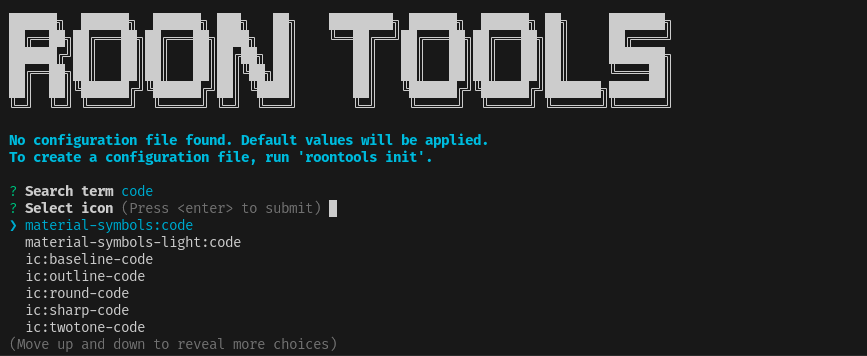 ROON TOOLS
No configuration file found. Default values will be applied.
To create a configuration file, run 'roontools init'.
? Search term code
? Select icon (Press <enter> to submit)
❯ material-symbols:code
material-symbols-light:code
ic:baseline-code
ic:outline-code
ic:round-code
ic:sharp-code
ic:twotone-code
(Move up and down to reveal more choices)